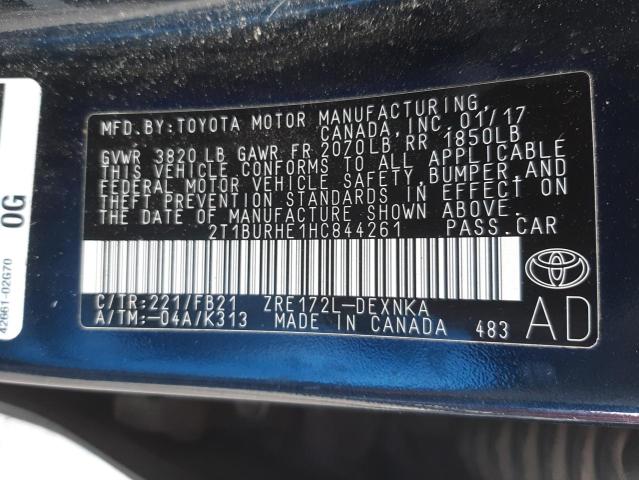 MFD. BY: TOYOTA MOTOR MANUFACTURING,
CANADA, INC. 01/17
GVWR 3820 LB GAWR FR 2070LB, RR 1850LB
THIS VEHICLE CONFORMS TO ALL APPLICABLE
FEDERAL MOTOR VEHICLE SAFETY, BUMPER, AND
THEFT PREVENTION STANDARDS IN EFFECT ON
THE DATE OF MANUFACTURE SHOWN ABOVE.
2T1BURHE1HC844261 PASS.CAR
C/TR:221/FB21 ZRE172L-DEXNKA
A/TM:-04A/K313 MADE IN CANADA 483
AD
0G
42661-02G70